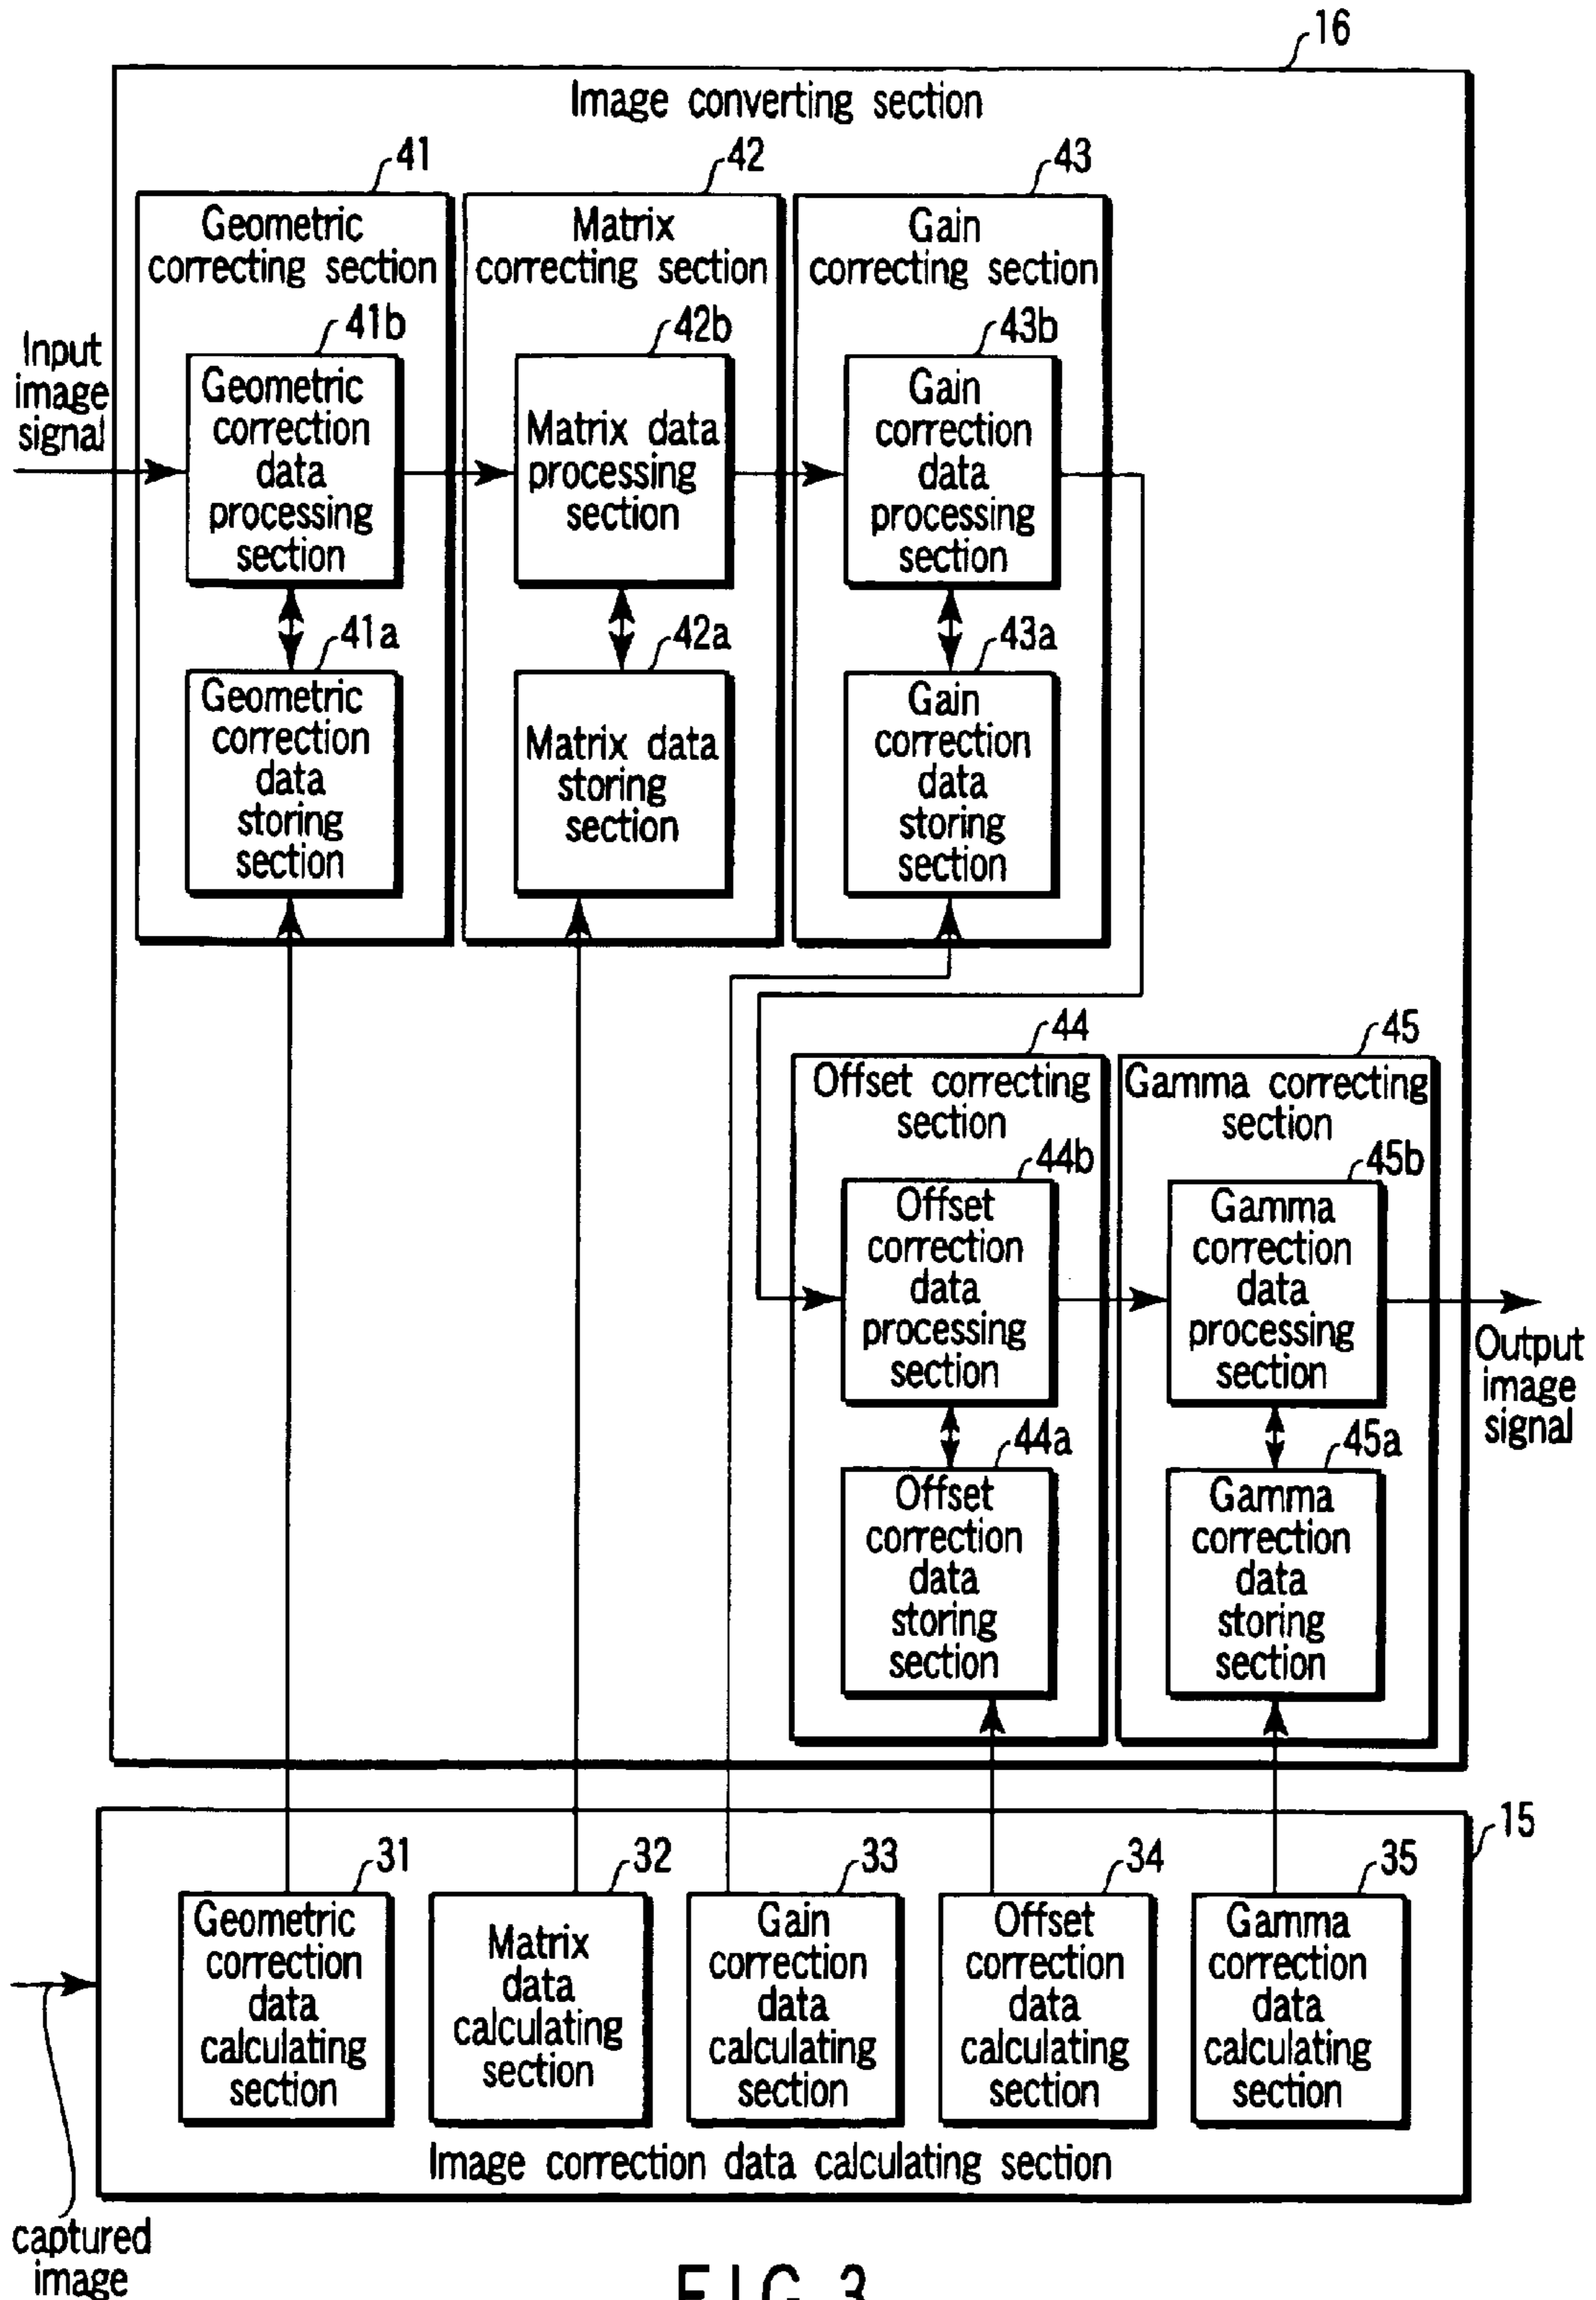 16
Image converting section
41
42
43
Geometric
correcting section
Matrix
correcting section
Gain
correcting section
41b
42b
43b
Input
image
signal
Geometric
correction
data
processing
section
Matrix data
processing
section
Gain
correction
data
processing
section
41a
42a
43a
Geometric
correction
data
storing
section
Matrix data
storing
section
Gain
correction
data
storing
section
44
45
Offset correcting
section
Gamma correcting
section
44b
45b
Offset
correction
data
processing
section
Gamma
correction
data
processing
section
Output
image
signal
44a
45a
Offset
correction
data
storing
section
Gamma
correction
data
storing
section
15
31
32
33
34
35
Geometric
correction
data
calculating
section
Matrix
data
calculating
section
Gain
correction
data
calculating
section
Offset
correction
data
calculating
section
Gamma
correction
data
calculating
section
Image correction data calculating section
captured
image
FIG. 3